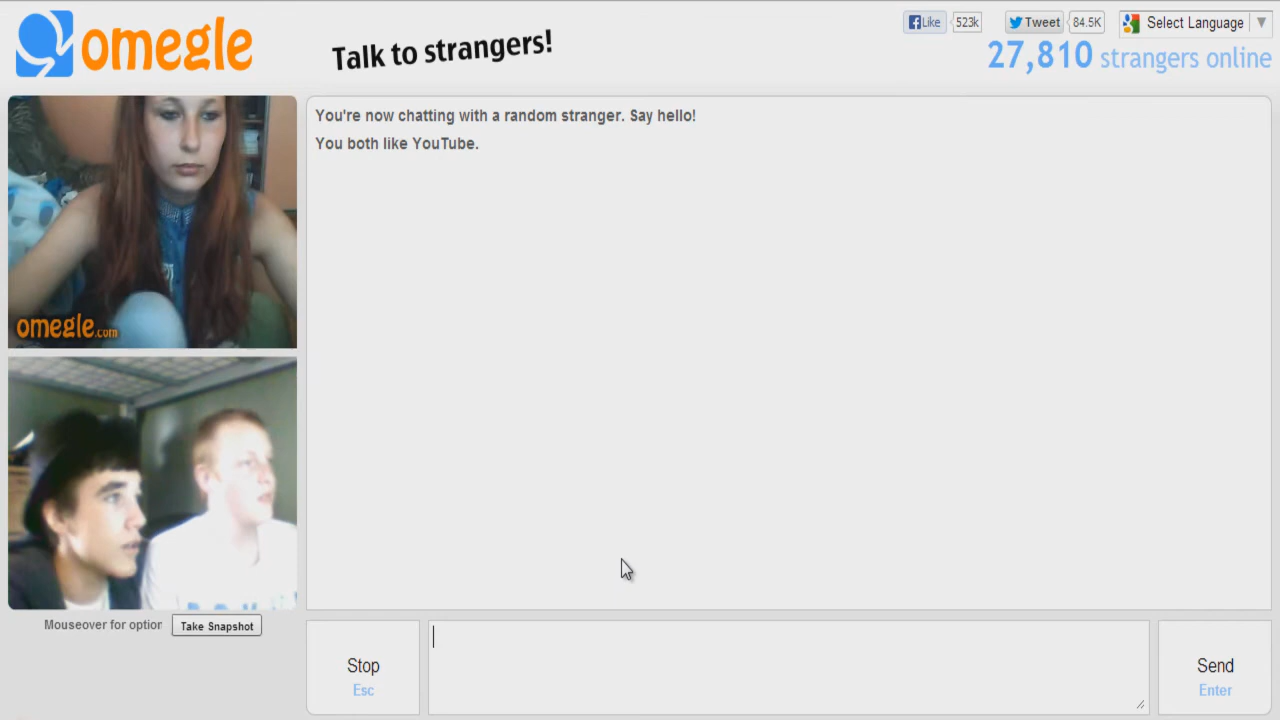 omegle
Talk to strangers!
Like
523k
Tweet
84.5K
Select Language
27,810 strangers online
You're now chatting with a random stranger. Say hello!
You both like YouTube.
omegle.com
Mouseover for option
Take Snapshot
Stop
Esc
Send
Enter